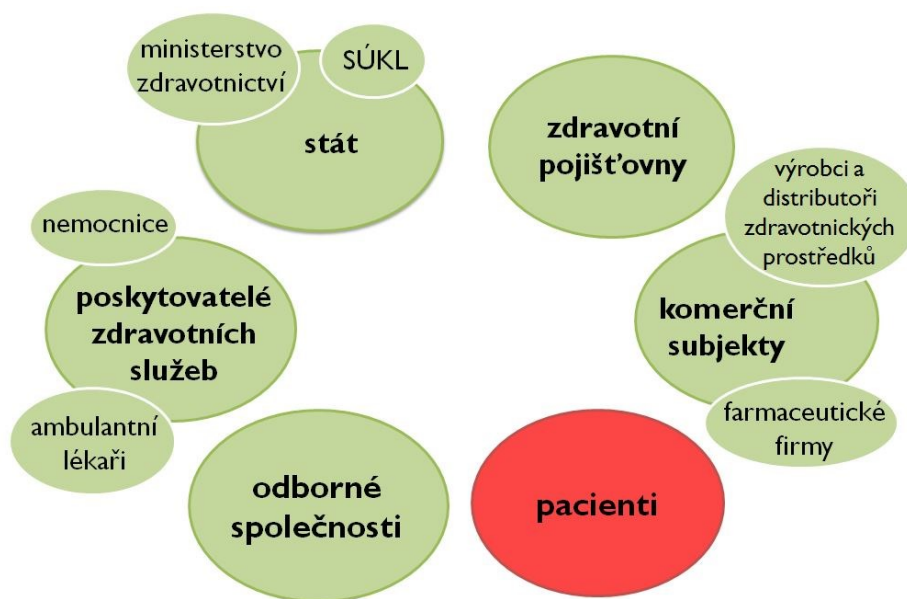 ministerstvo
zdravotnictví
SÚKL
stát
zdravotní
pojišťovny
výrobci a
distributoři
zdravotnických
prostředků
komerční
subjekty
farmaceutické
firmy
pacienti
odborné
společnosti
nemocnice
poskytovatelé
zdravotních
služeb
ambulantní
lékaři